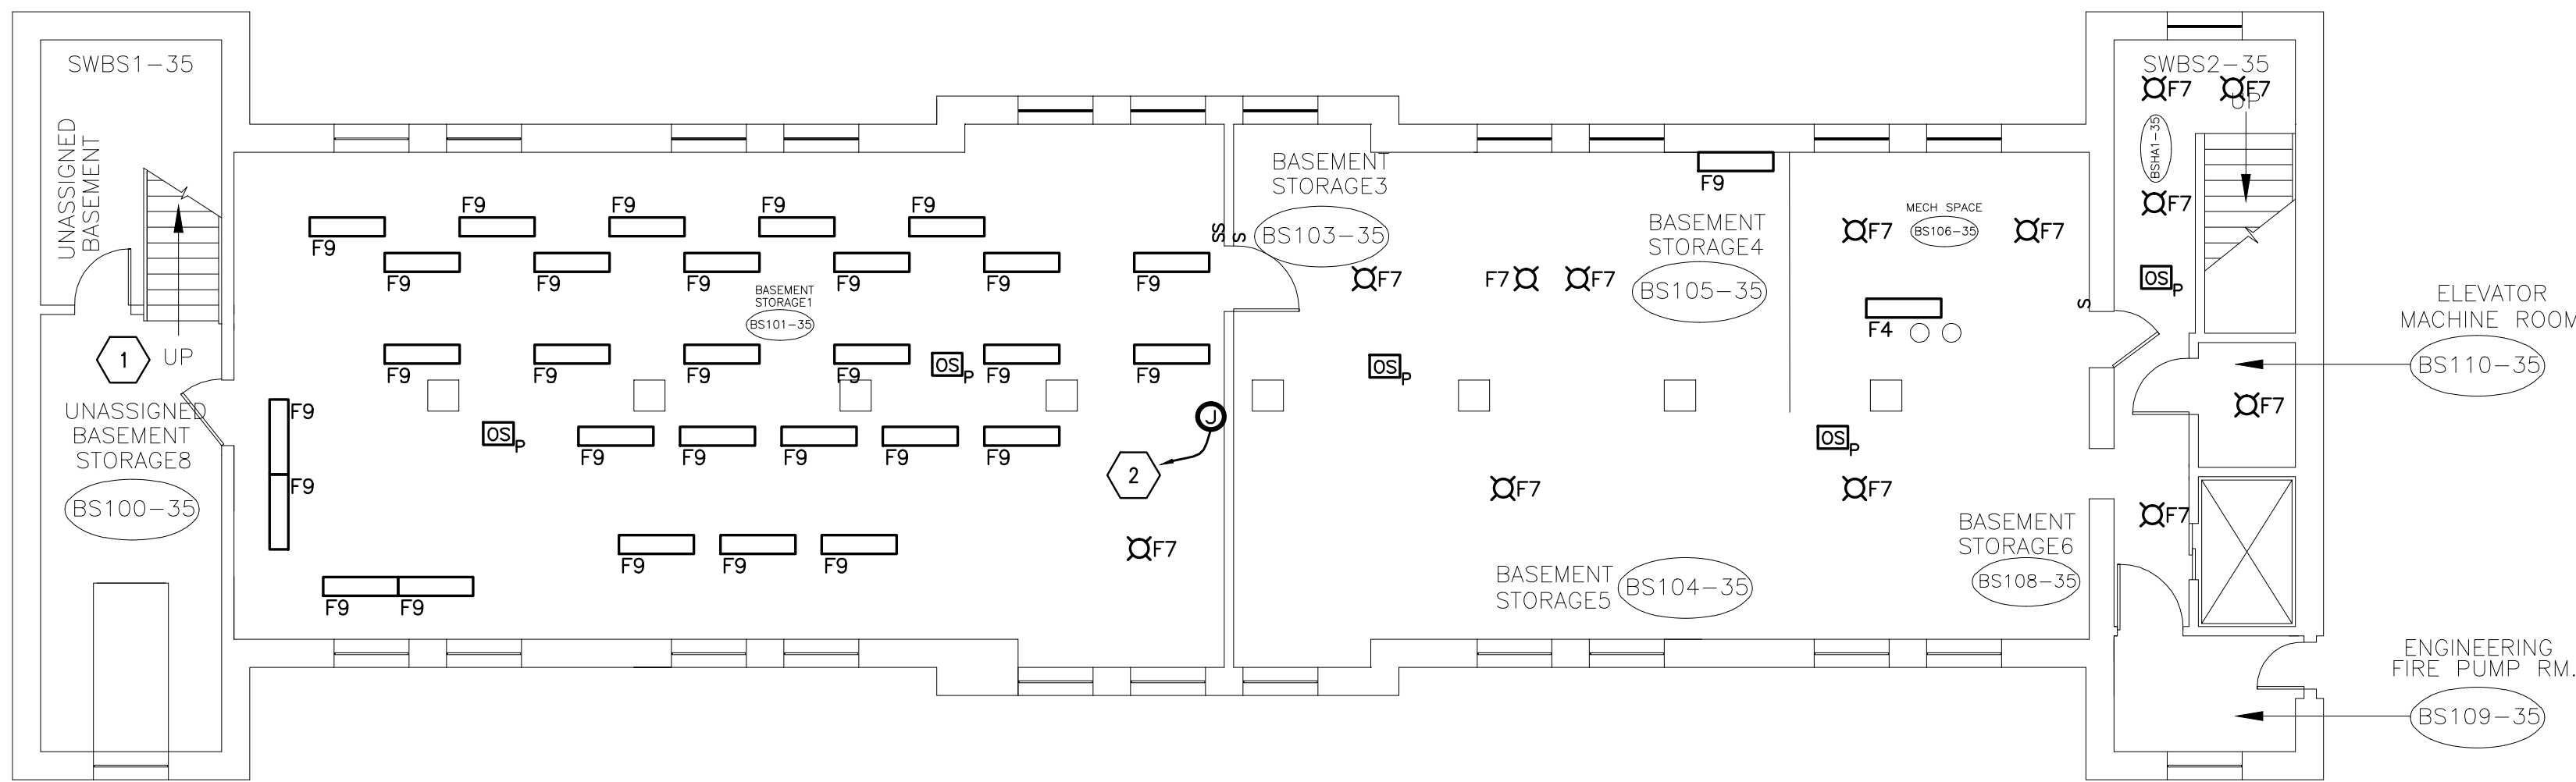 SWBS1-35
UNASSIGNED
BASEMENT
UP
1
UNASSIGNED
BASEMENT
STORAGE8
BS100-35
F9
F9
F9
F9
F9
F9
F9
F9
F9
F9
F9
BASEMENT
STORAGE1
BS101-35
F9
F9
F9
F9
F9
F9
OS
P
F9
F9
OS
P
F9
F9
F9
F9
F9
J
2
F9
F9
F9
F7
F9
F9
SS
S
BASEMENT
STORAGE3
BS103-35
F7
F7
F7
OS
P
F7
F9
BASEMENT
STORAGE4
BS105-35
BASEMENT
STORAGE5
BS104-35
MECH SPACE
BS106-35
F7
F7
F4
S
OS
P
F7
BASEMENT
STORAGE6
BS108-35
SWBS2-35
F7
F7
UP
BSHA1-35
F7
OS
P
F7
F7
ELEVATOR
MACHINE ROOM
BS110-35
ENGINEERING
FIRE PUMP RM.
BS109-35